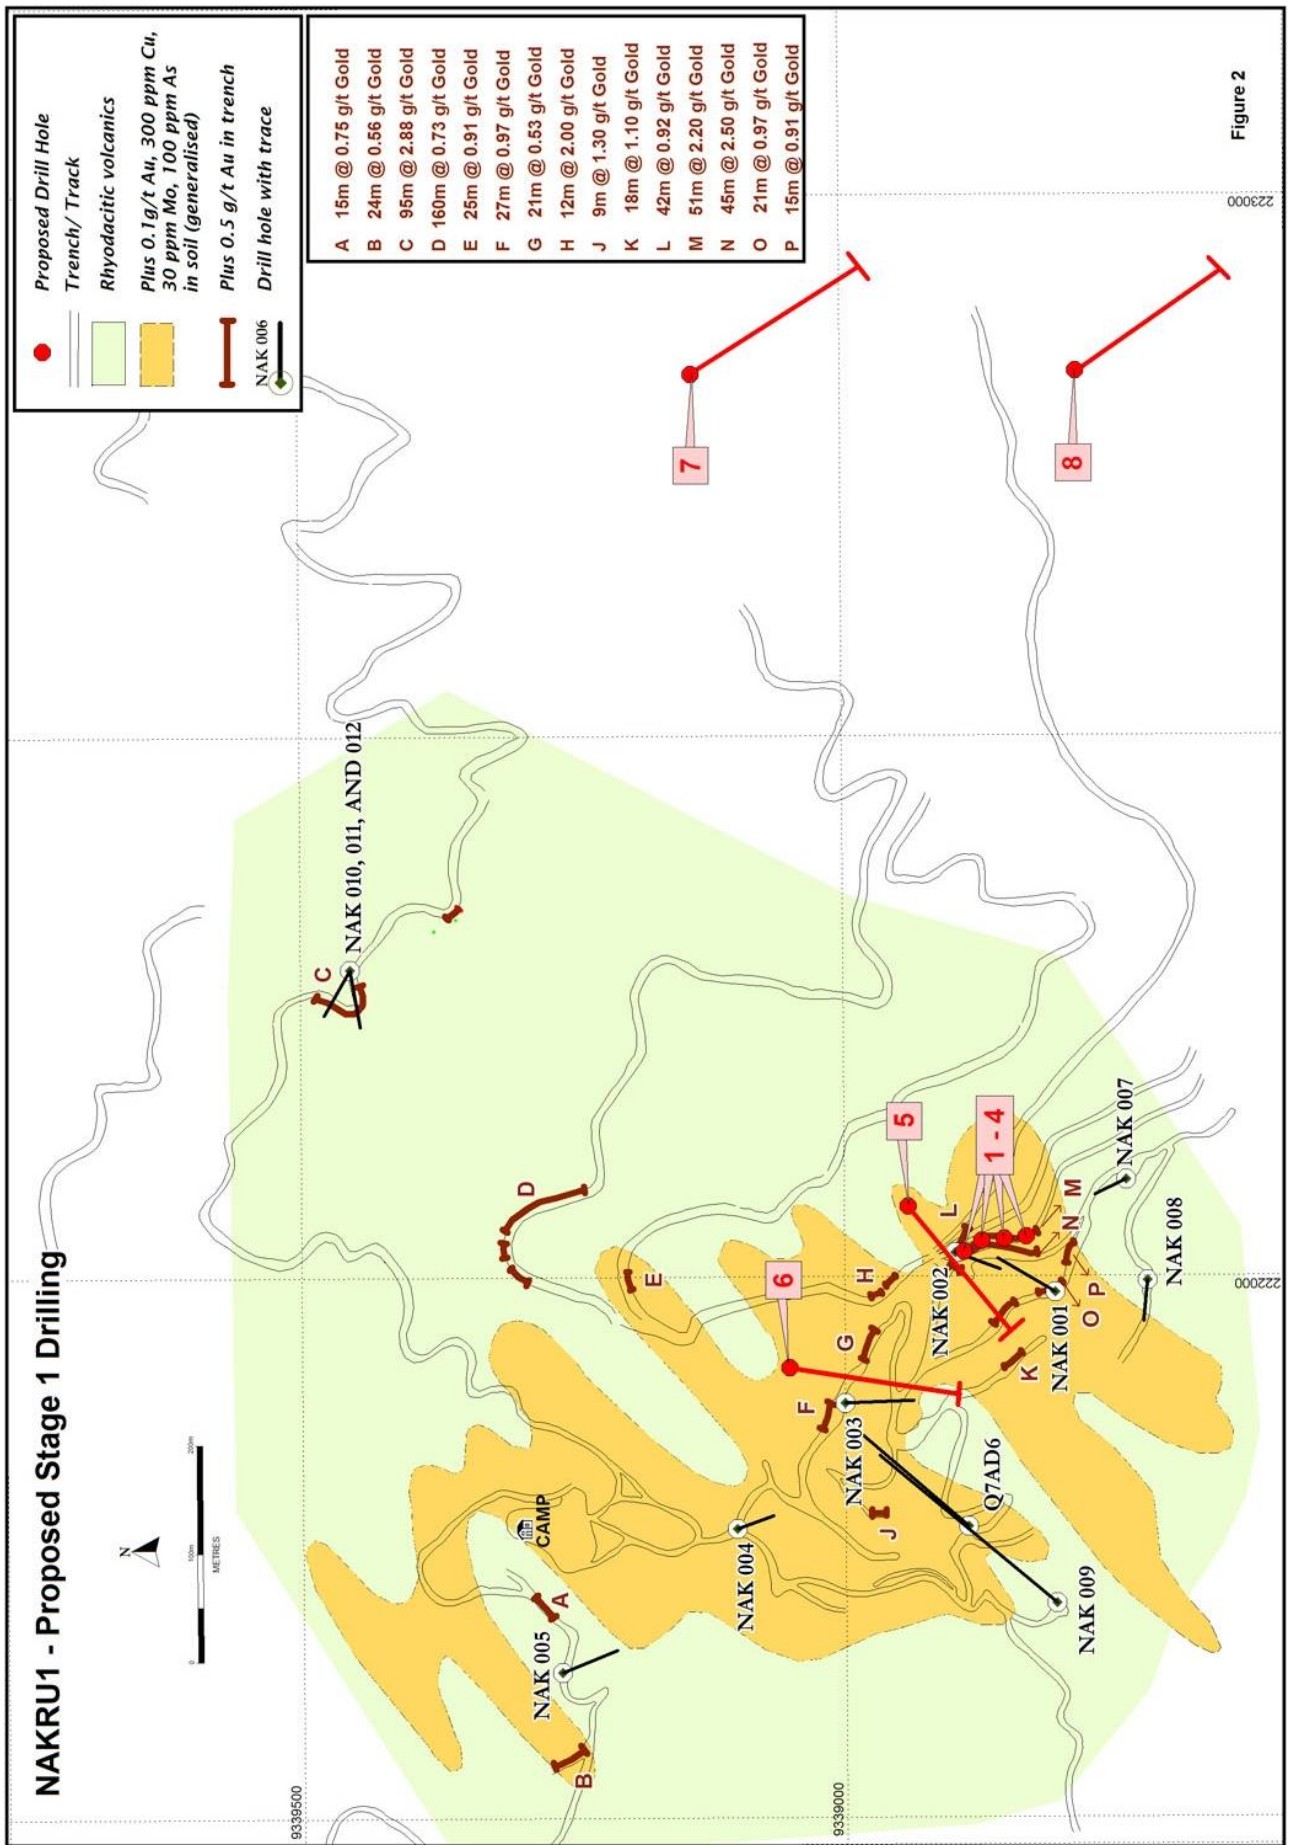 NAKRU1 - Proposed Stage 1 Drilling
N
0
100m
200m
METRES
Proposed Drill Hole
Trench/ Track
Rhyodacitic volcanics
Plus 0.1g/t Au, 300 ppm Cu,
30 ppm Mo, 100 ppm As
in soil (generalised)
Plus 0.5 g/t Au in trench
NAK 006
Drill hole with trace
A 15m @ 0.75 g/t Gold
B 24m @ 0.56 g/t Gold
C 95m @ 2.88 g/t Gold
D 160m @ 0.73 g/t Gold
E 25m @ 0.91 g/t Gold
F 27m @ 0.97 g/t Gold
G 21m @ 0.53 g/t Gold
H 12m @ 2.00 g/t Gold
J 9m @ 1.30 g/t Gold
K 18m @ 1.10 g/t Gold
L 42m @ 0.92 g/t Gold
M 51m @ 2.20 g/t Gold
N 45m @ 2.50 g/t Gold
O 21m @ 0.97 g/t Gold
P 15m @ 0.91 g/t Gold
9339500
C
NAK 010, 011, AND 012
D
CAMP
A
NAK 005
B
E
NAK 004
6
7
F
H
G
NAK 003
9339000
J
5
L
NAK 002
1 - 4
Q7AD6
K
NAK 001
M
N
P
O
8
NAK 009
NAK 007
NAK 008
222000
223000
Figure 2